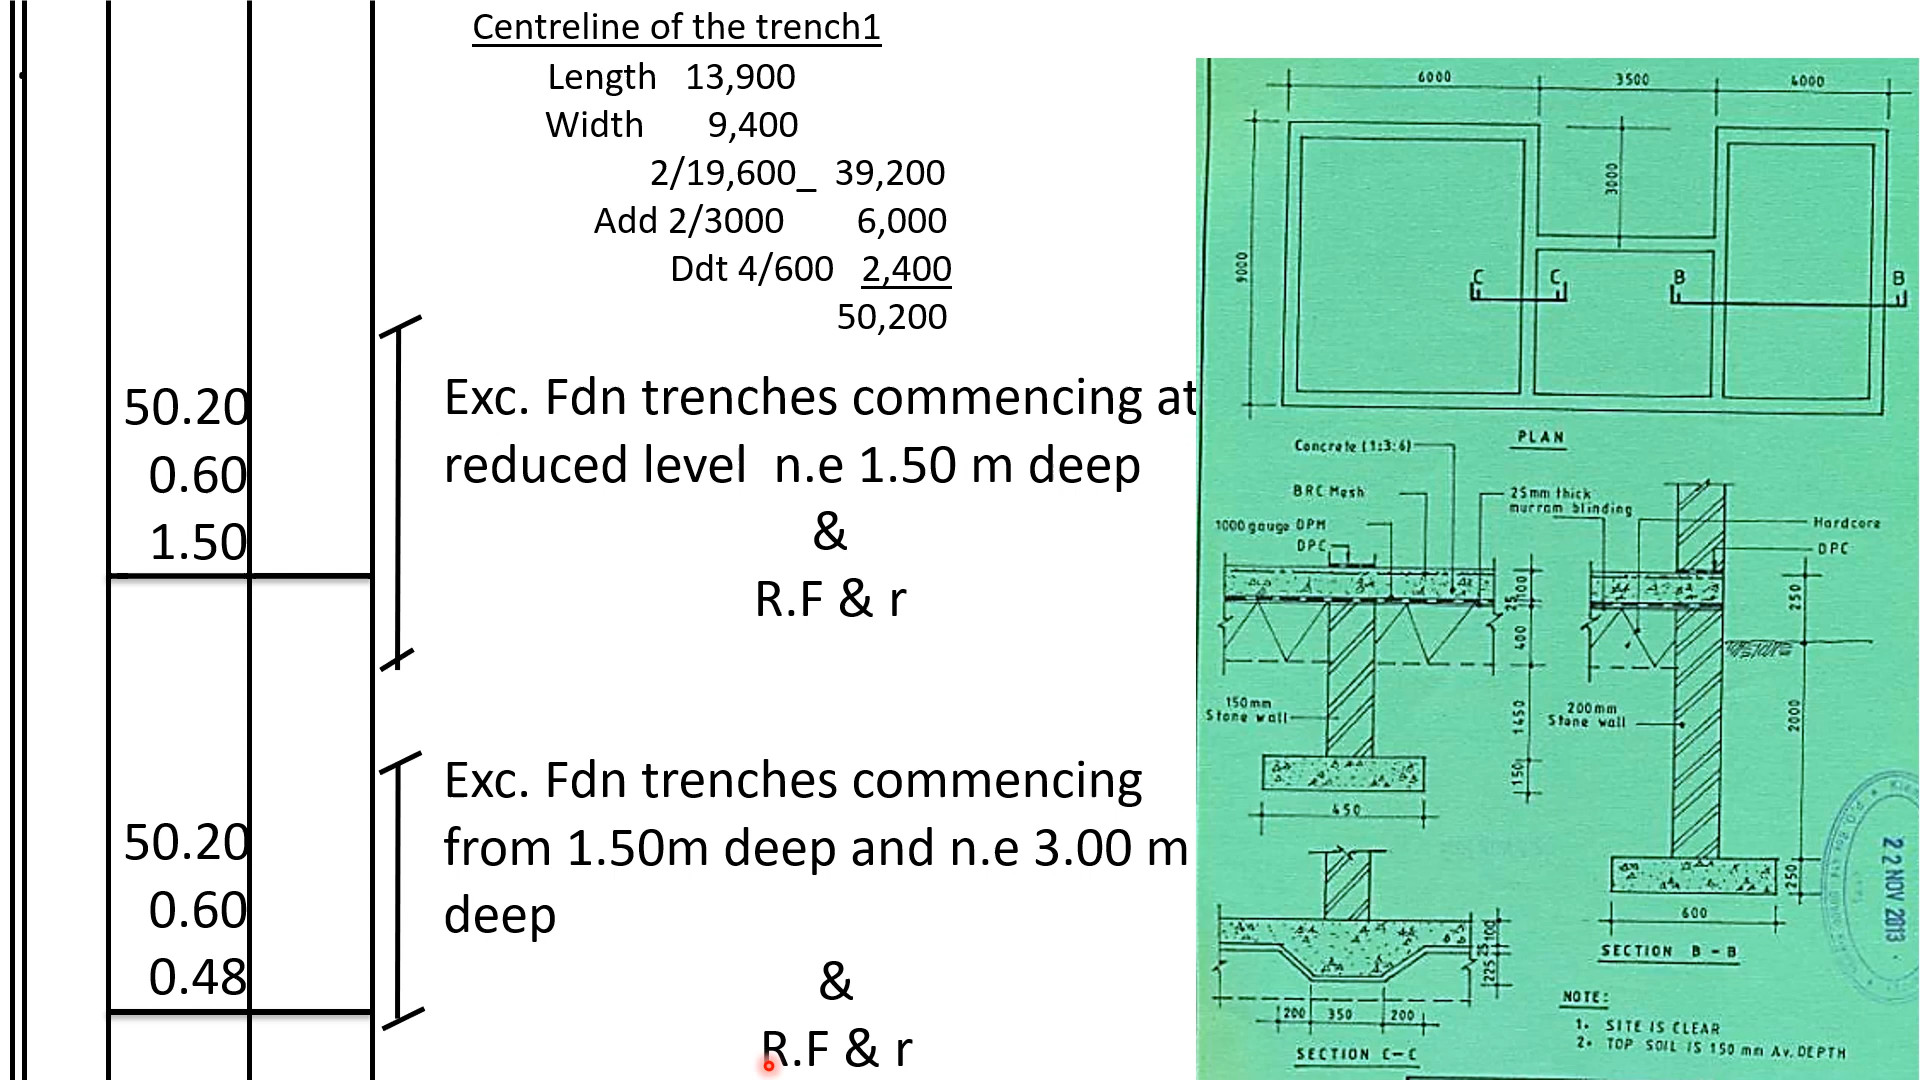 Centreline of the trench1
Length 13,900
Width 9,400
2/19,600_ 39,200
Add 2/3000 6,000
Ddt 4/600 2,400
50,200
50.20
0.60
1.50
Exc. Fdn trenches commencing at
reduced level n.e 1.50 m deep
&
R.F & r
50.20
0.60
0.48
Exc. Fdn trenches commencing
from 1.50m deep and n.e 3.00 m
deep
&
R.F & r
6000 3500 4000
3000
9000
C C B B
PLAN
Concrete (1:3:6)
BRC Mesh
25mm thick
murram blinding
1000 gauge DPM
DPC
Hardcore
DPC
100
25
400
1450
150
250
2000
250
150mm
Stone wall
200mm
Stone wall
450
600
SECTION B-B
100
25
225
200 350 200
SECTION C-C
NOTE:
1. SITE IS CLEAR
2. TOP SOIL IS 150 mm Av. DEPTH
22 NOV 2013